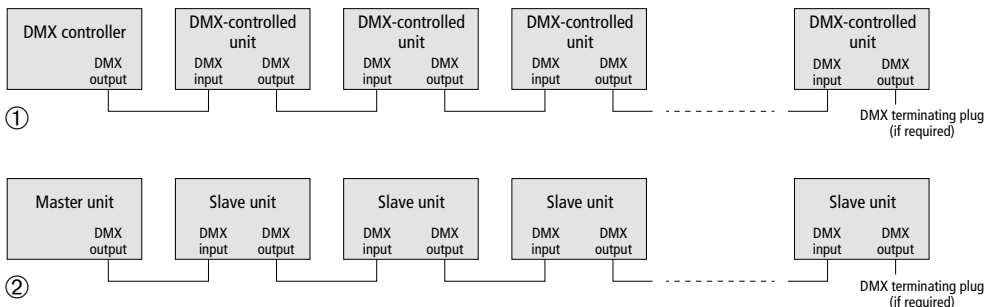 DMX controller
DMX
output
DMX-controlled
unit
DMX
input
DMX
output
DMX-controlled
unit
DMX
input
DMX
output
DMX-controlled
unit
DMX
input
DMX
output
DMX-controlled
unit
DMX
input
DMX
output
①
DMX terminating plug
(if required)
Master unit
DMX
output
Slave unit
DMX
input
DMX
output
Slave unit
DMX
input
DMX
output
Slave unit
DMX
input
DMX
output
Slave unit
DMX
input
DMX
output
②
DMX terminating plug
(if required)